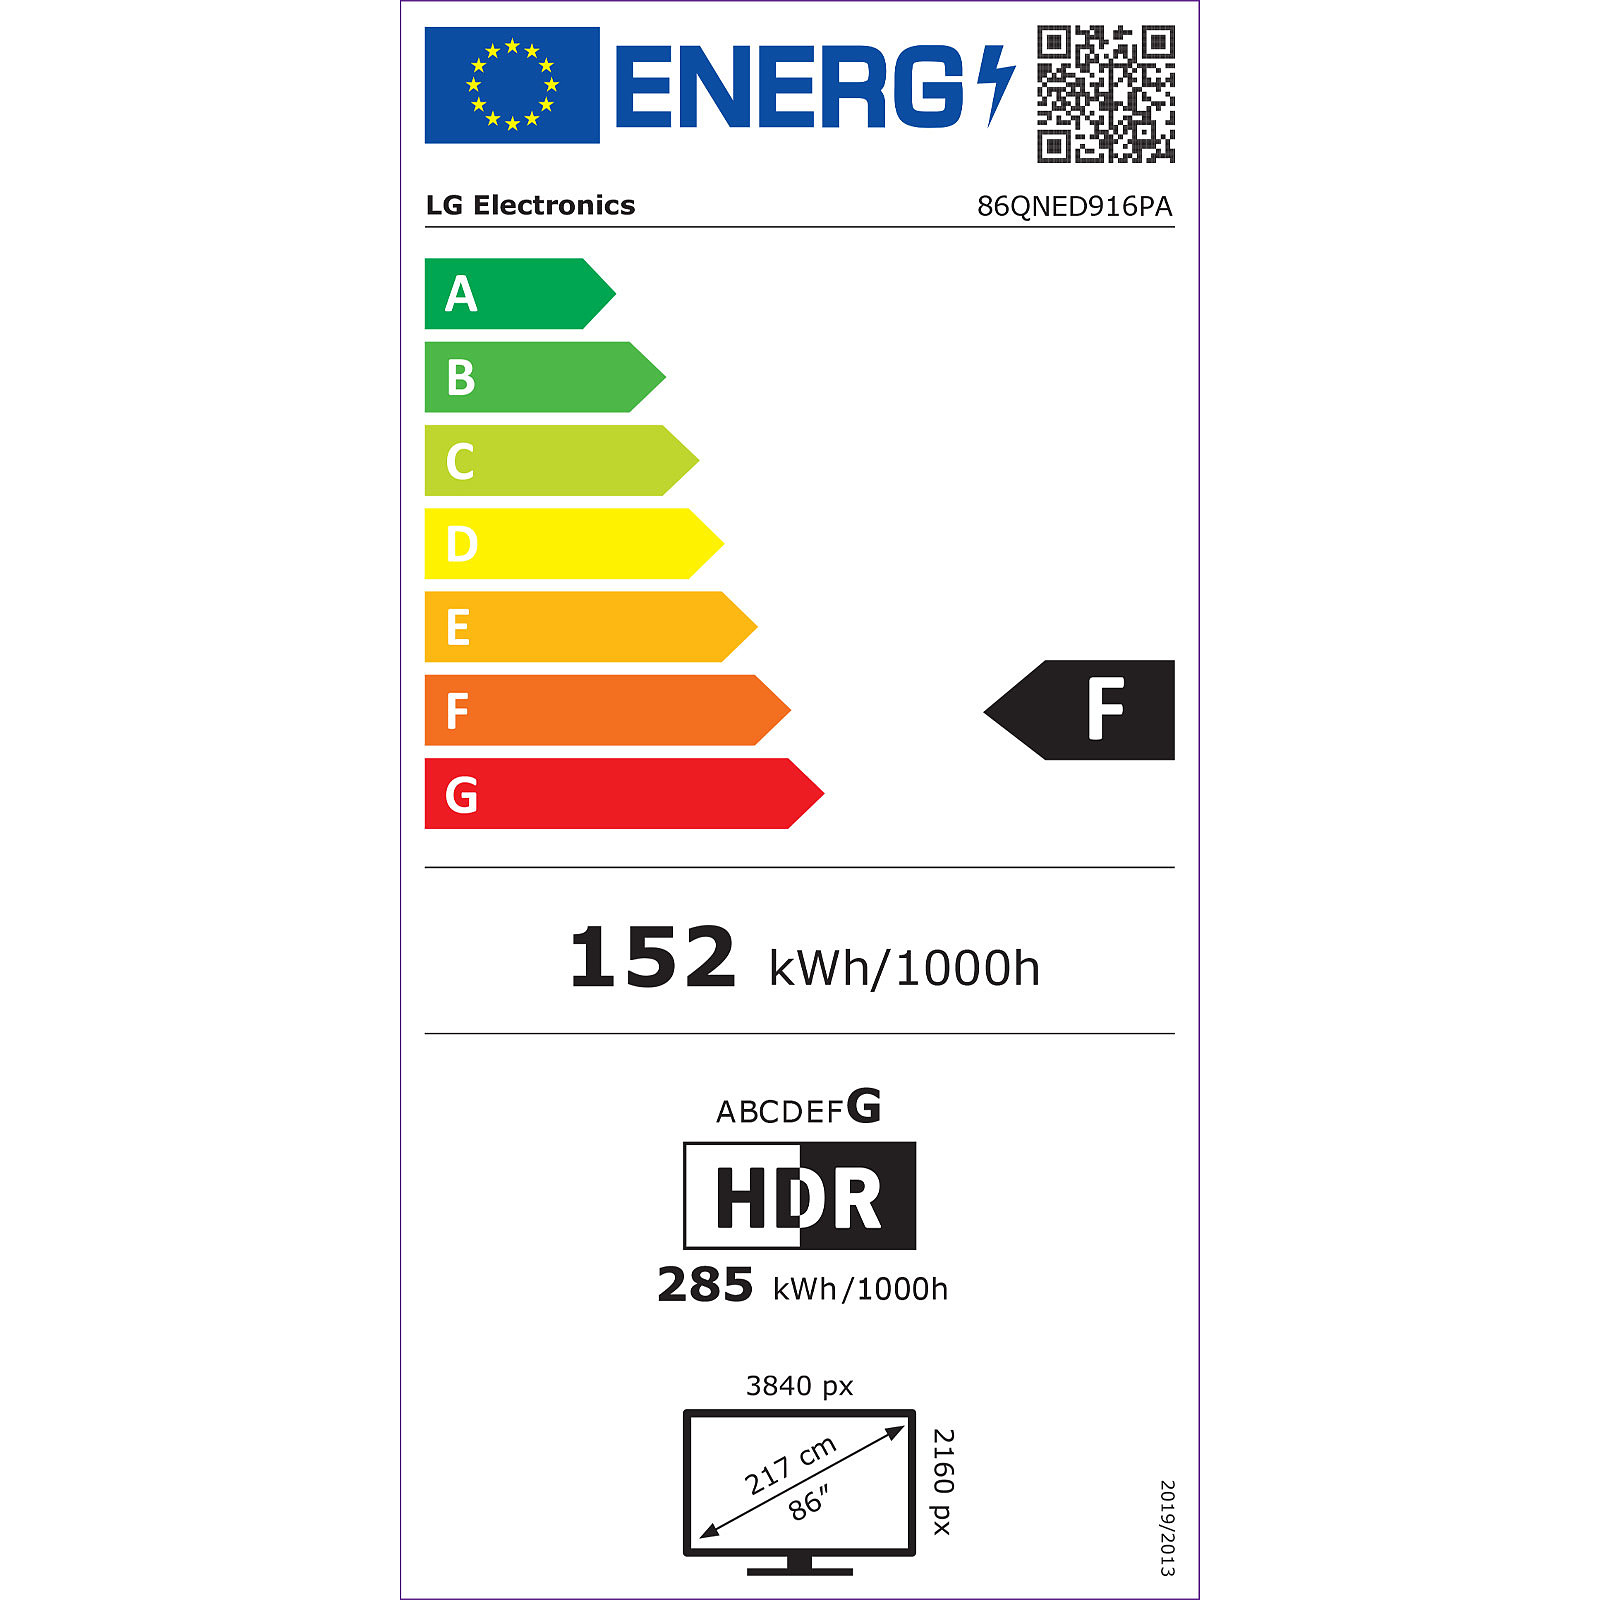 ENERG
LG Electronics 86QNED916PA
A
B
C
D
E
F
F
G
152 kWh/1000h
ABCDEFG
HDR
285 kWh/1000h
3840 px
217 cm
86″
2160 px
2019/2013